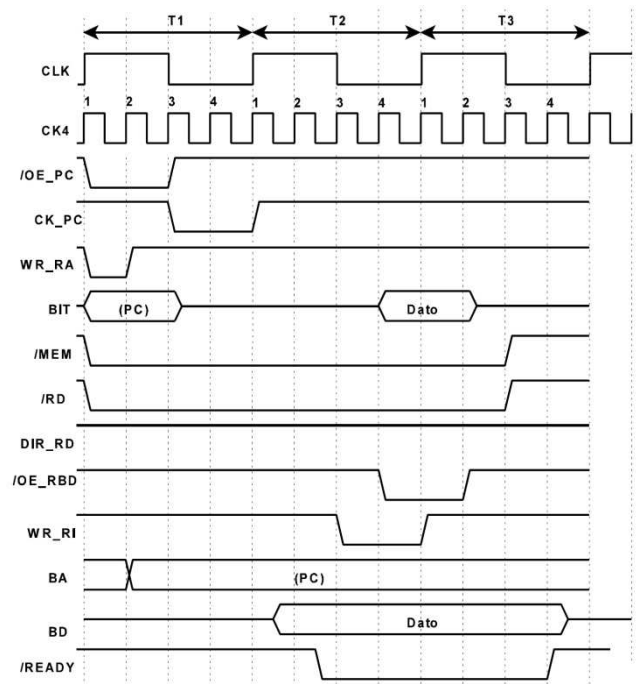 T1 T2 T3
CLK
1 2 3 4 1 2 3 4 1 2 3 4
CK4
/OE_PC
CK_PC
WR_RA
BIT (PC) Dato
/MEM
/RD
DIR_RD
/OE_RBD
WR_RI
BA (PC)
BD Dato
/READY